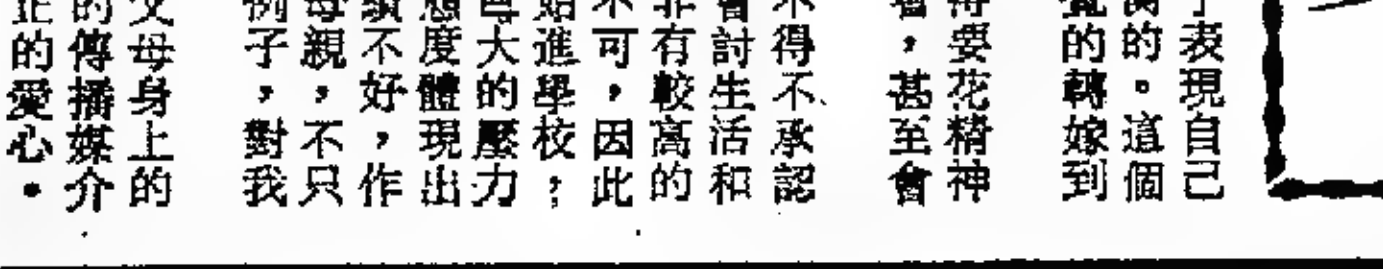 表現自己
的。這個
的轉嫁到
要花精神
，甚至會
得不承認
討生活和
有較高的
可，因此
進學校；
大的壓力
度體現出
不好，作
親，不只
子，對我
母身上的
傳播媒介
的愛心。